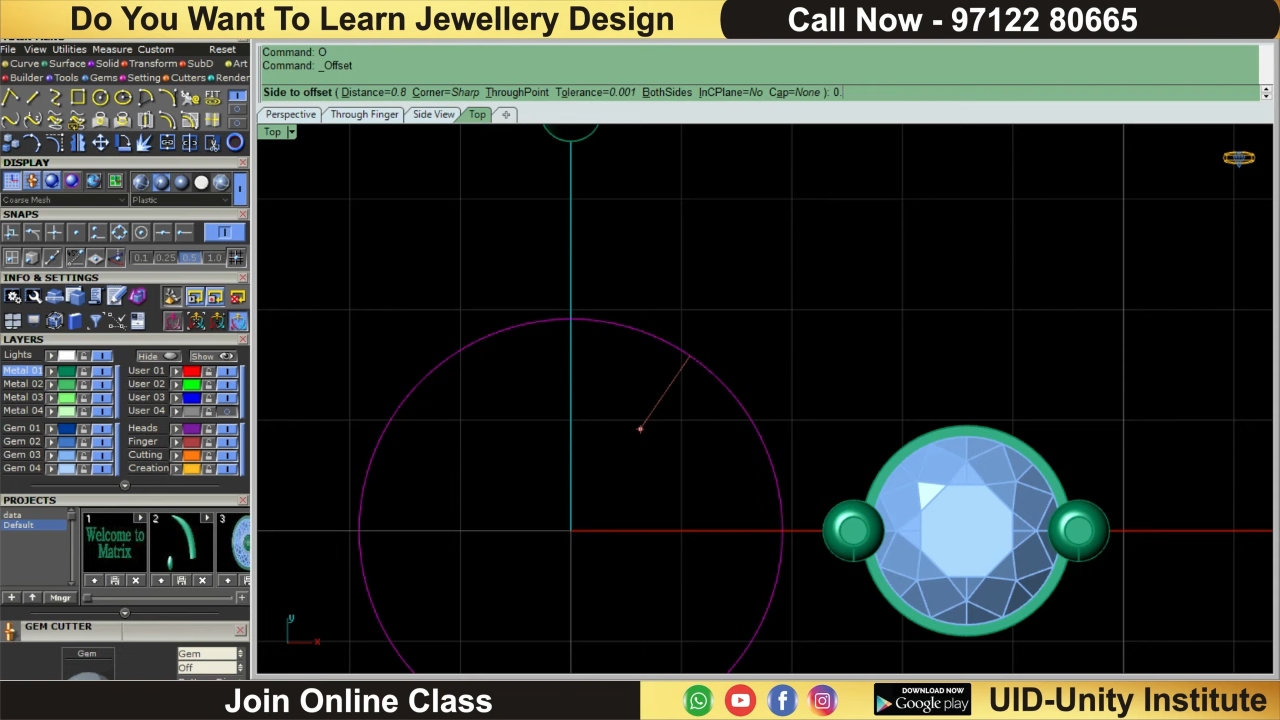 Do You Want To Learn Jewellery Design
Call Now - 97122 80665
File View Utilities Measure Custom Reset
Curve Surface Solid Transform SubD Art
Builder Tools Gems Setting Cutters Render
FIT
Command: O
Command: _Offset
Side to offset ( Distance=0.8 Corner=Sharp ThroughPoint Tolerance=0.001 BothSides InCPlane=No Cap=None ): 0.
Perspective Through Finger Side View Top
Top
DISPLAY
Coarse Mesh Plastic
SNAPS
0.1 0.25 0.5 1.0
INFO & SETTINGS
LAYERS
Lights Hide Show
Metal 01 User 01
Metal 02 User 02
Metal 03 User 03
Metal 04 User 04
Gem 01 Heads
Gem 02 Finger
Gem 03 Cutting
Gem 04 Creation
PROJECTS
data
Default
1 2 3
Welcome to
Matrix
Mngr
GEM CUTTER
Gem Gem
Off
y
x
Join Online Class
DOWNLOAD NOW
Google play
UID-Unity Institute